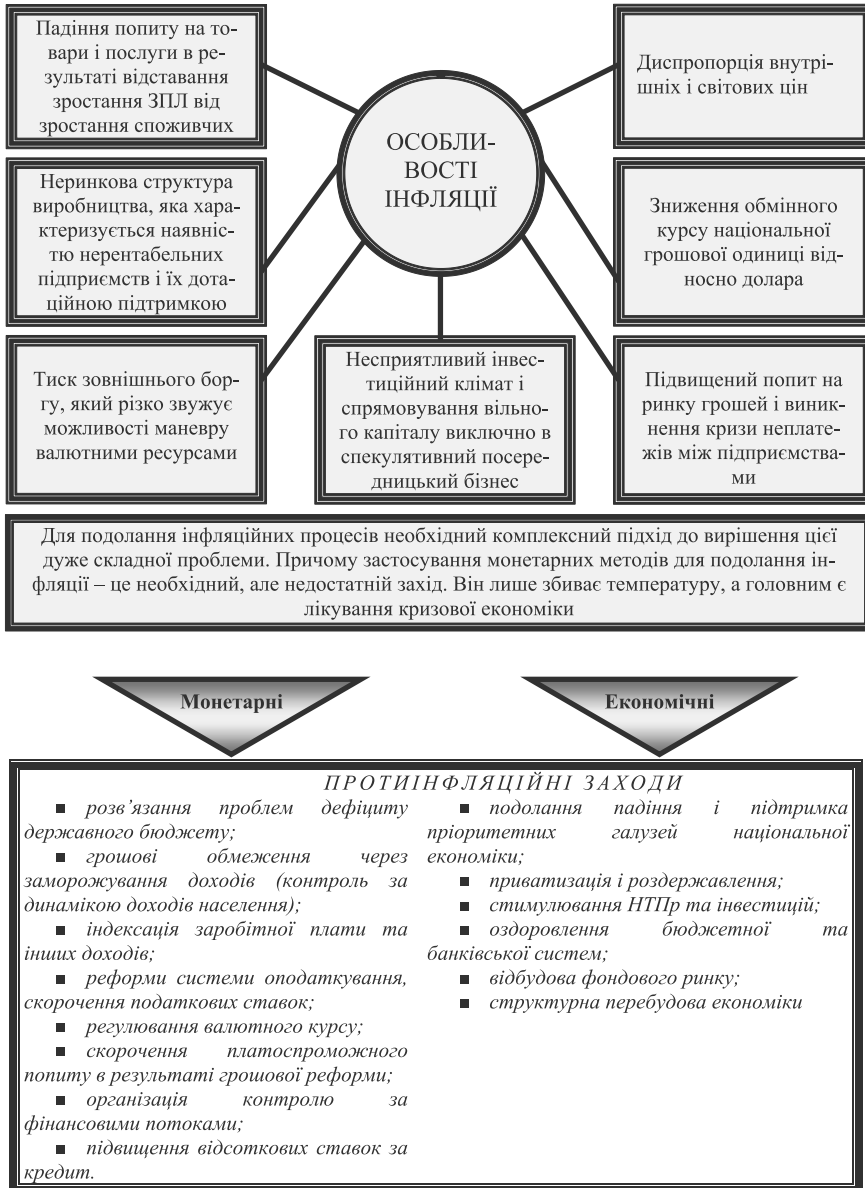 Падіння попиту на то-
вари і послуги в ре-
зультаті відставання
зростання ЗПЛ від
зростання споживчих
ОСОБЛИ-
ВОСТІ
ІНФЛЯЦІЇ
Диспропорція внутрі-
шніх і світових цін
Неринкова структура
виробництва, яка хара-
ктеризується наявніс-
тю нерентабельних
підприємств і їх дота-
ційною підтримкою
Зниження обмінного
курсу національної
грошової одиниці від-
носно долара
Тиск зовнішнього бор-
гу, який різко звужує
можливості маневру
валютними ресурсами
Несприятливий інвес-
тиційний клімат і
спрямовування вільно-
го капіталу виключно в
спекулятивний посере-
дницький бізнес
Підвищений попит на
ринку грошей і виник-
нення кризи неплате-
жів між підприємства-
ми
Для подолання інфляційних процесів необхідний комплексний підхід до вирішення цієї
дуже складної проблеми. Причому застосування монетарних методів для подолання ін-
фляції – це необхідний, але недостатній захід. Він лише збиває температуру, а головним є
лікування кризової економіки
Монетарні
Економічні
ПРОТИІНФЛЯЦІЙНІ ЗАХОДИ
▪ розв’язання проблем дефіциту
державного бюджету;
▪ грошові обмеження через
заморожування доходів (контроль за
динамікою доходів населення);
▪ індексація заробітної плати та
інших доходів;
▪ реформи системи оподаткування,
скорочення податкових ставок;
▪ регулювання валютного курсу;
▪ скорочення платоспроможного
попиту в результаті грошової реформи;
▪ організація контролю за
фінансовими потоками;
▪ підвищення відсоткових ставок за
кредит.
▪ подолання падіння і підтримка
пріоритетних галузей національної
економіки;
▪ приватизація і роздержавлення;
▪ стимулювання НТПр та інвестицій;
▪ оздоровлення бюджетної та
банківської систем;
▪ відбудова фондового ринку;
▪ структурна перебудова економіки